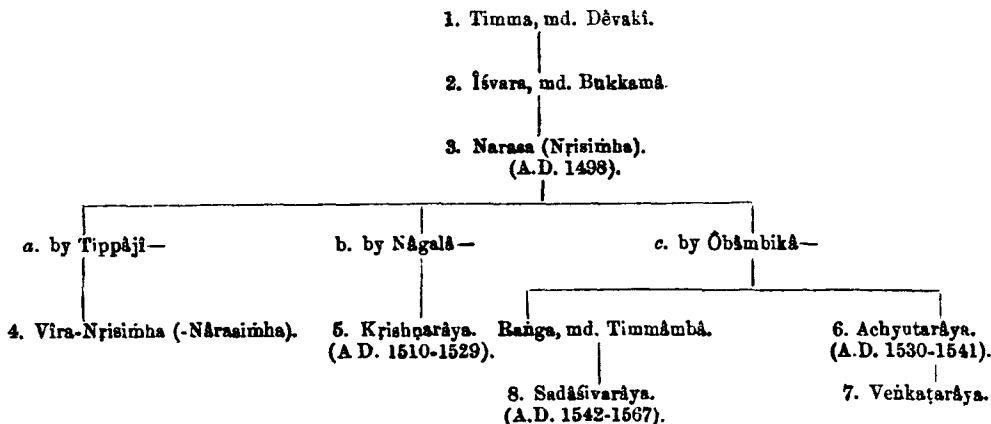 1. Timma, md. Dêvakî.
2. Îśvara, md. Bukkamâ.
3. Narasa (Nṛisiṁha).
(A.D. 1498).
a. by Tippâjî—
b. by Nâgalâ—
c. by Ôbâmbikâ—
4. Vîra-Nṛisiṁha (-Nârasiṁha).
5. Kṛishṇarâya.
(A D. 1510-1529).
Raṅga, md. Timmâmbâ.
6. Achyutarâya.
(A.D. 1530-1541).
8. Sadâśivarâya.
(A.D. 1542-1567).
7. Veṅkaṭarâya.